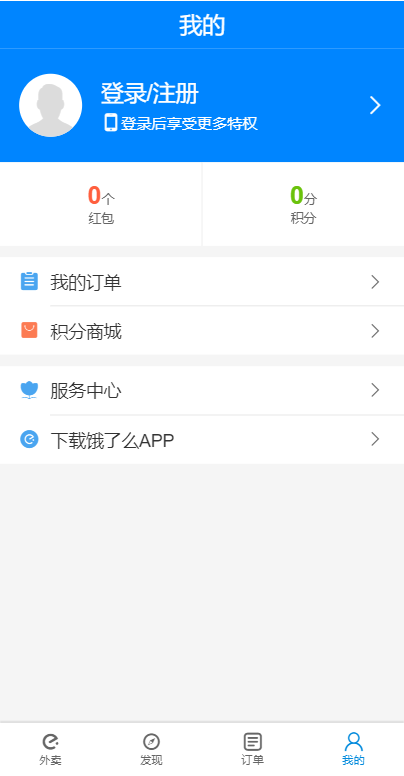 我的
登录/注册
登录后享受更多特权
0个
红包
0分
积分
我的订单
积分商城
服务中心
下载饿了么APP
外卖
发现
订单
我的